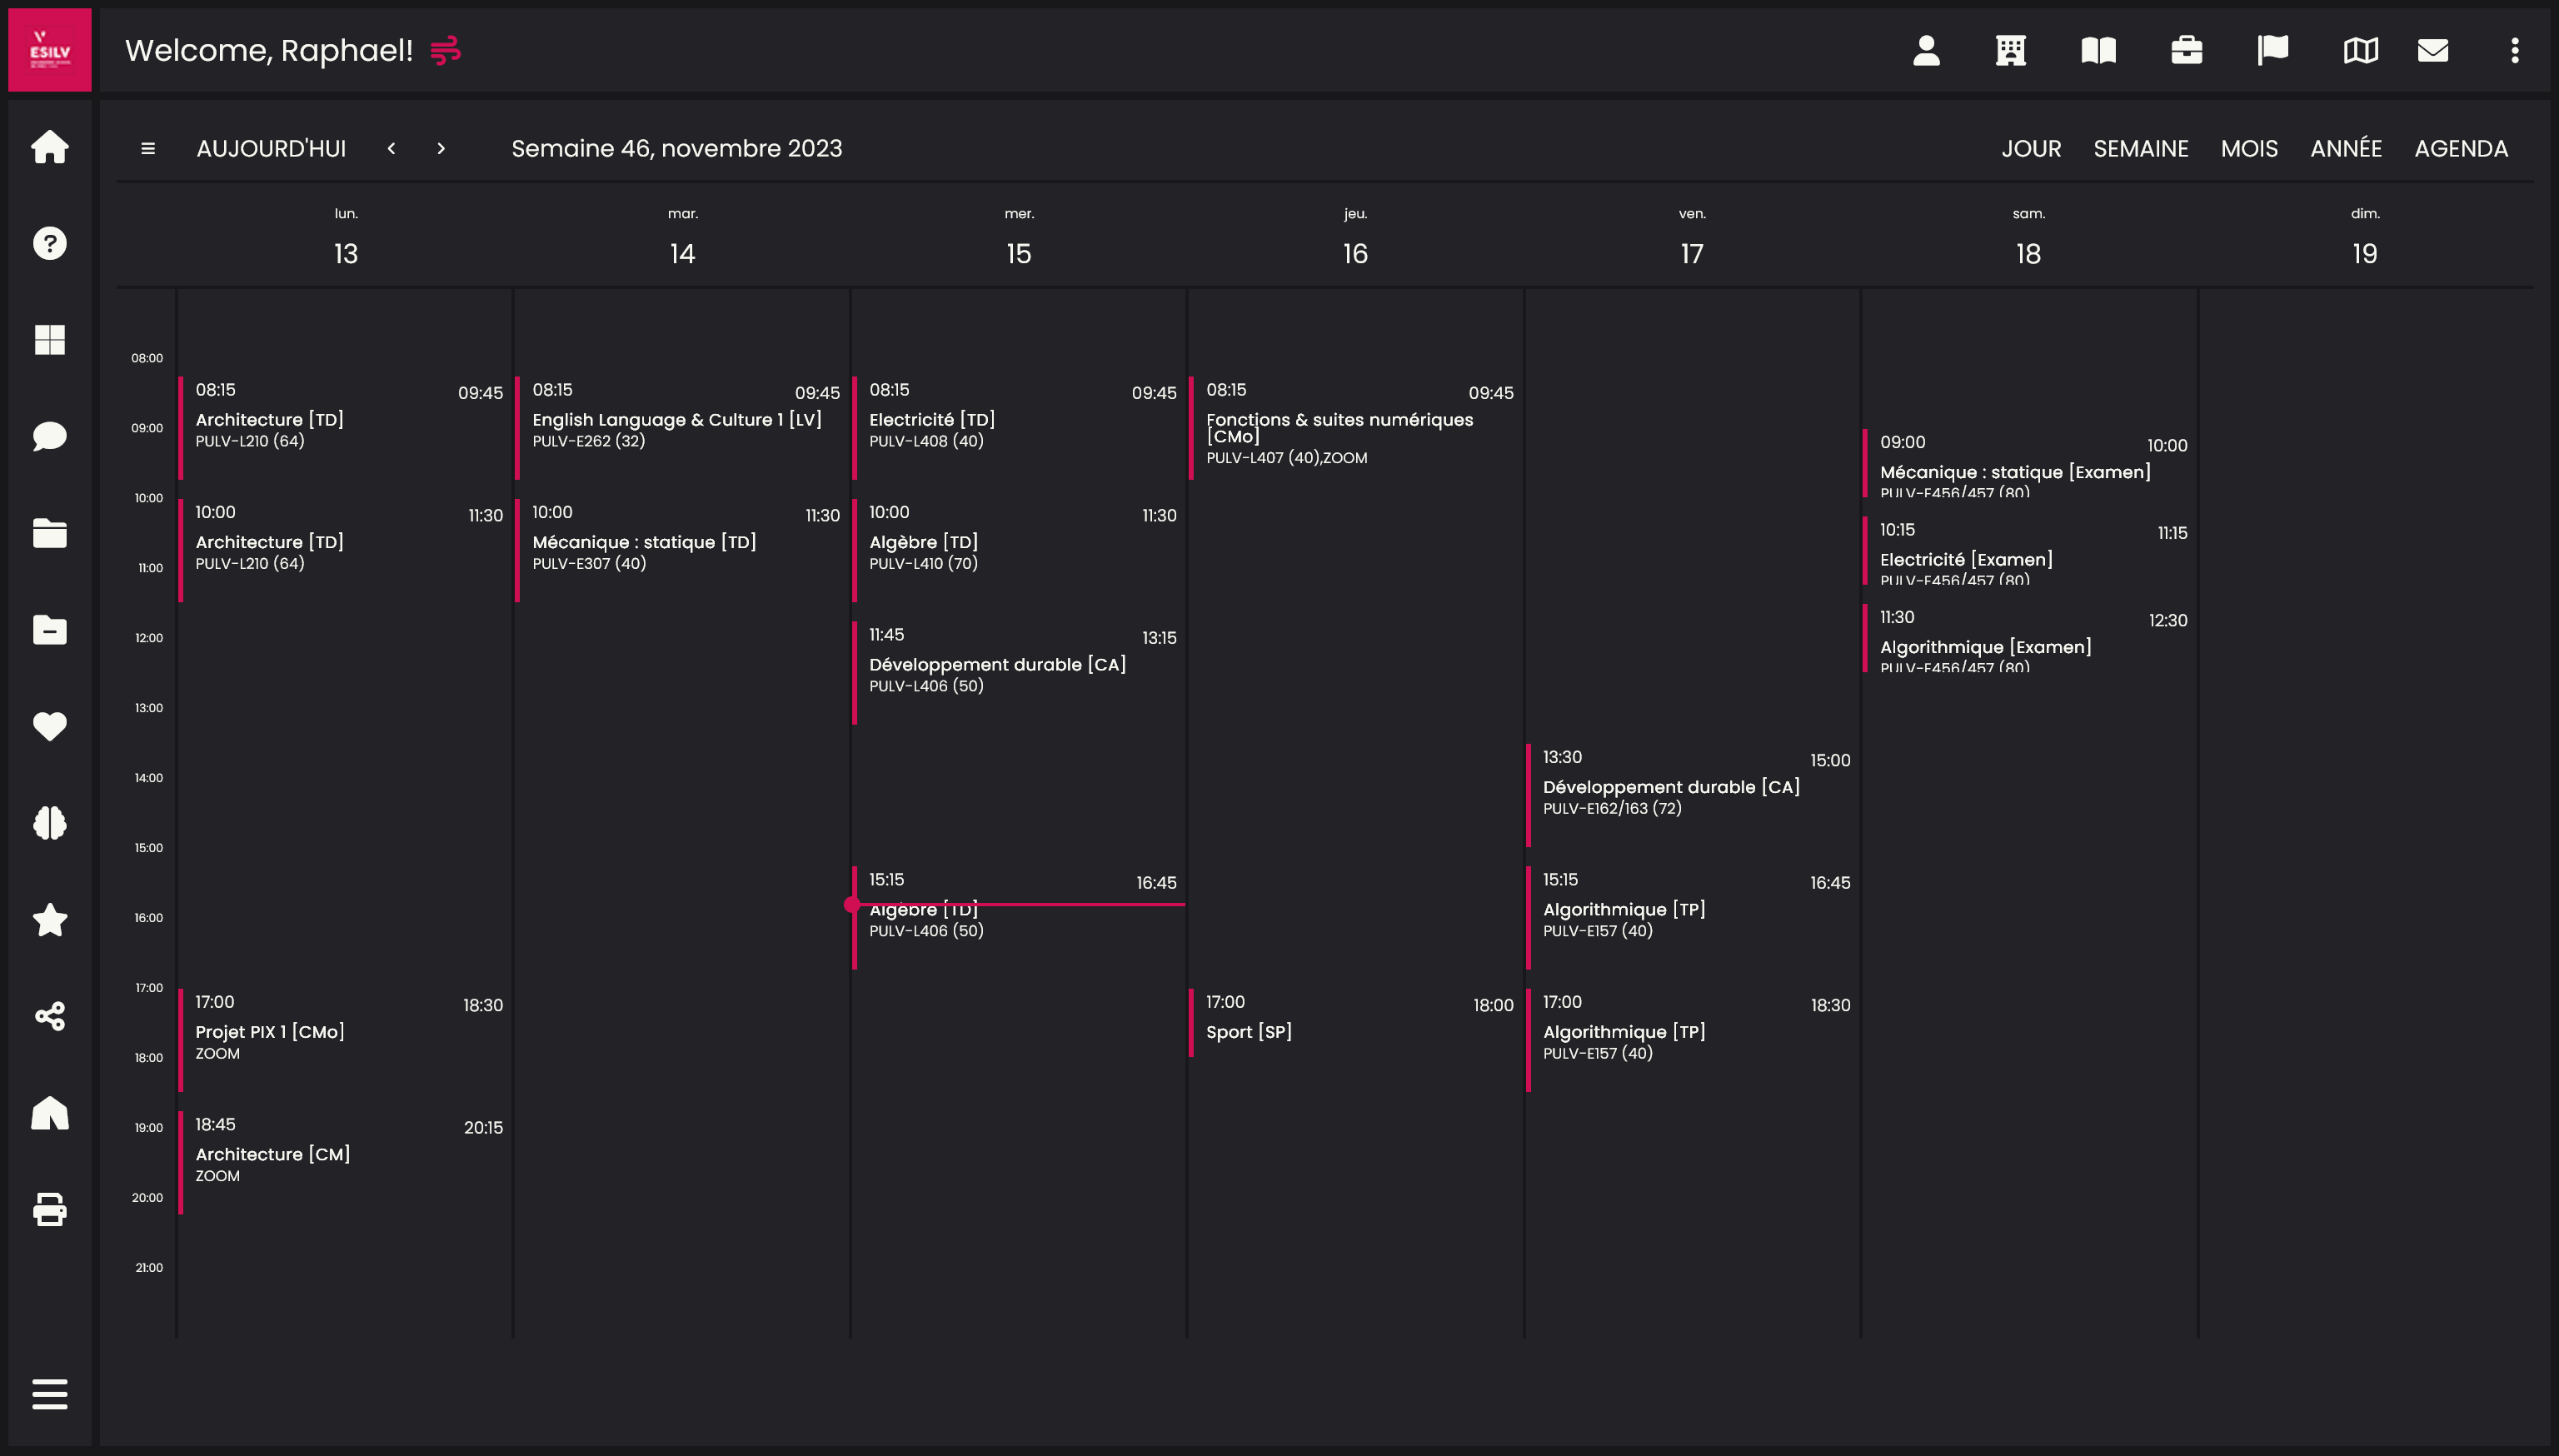 ESILV
Welcome, Raphael!
AUJOURD'HUI
Semaine 46, novembre 2023
JOUR SEMAINE MOIS ANNÉE AGENDA
lun. mar. mer. jeu. ven. sam. dim.
13 14 15 16 17 18 19
08:00
09:00
10:00
11:00
12:00
13:00
14:00
15:00
16:00
17:00
18:00
19:00
20:00
21:00
08:15 09:45
Architecture [TD]
PULV-L210 (64)
10:00 11:30
Architecture [TD]
PULV-L210 (64)
17:00 18:30
Projet PIX 1 [CMo]
ZOOM
18:45 20:15
Architecture [CM]
ZOOM
08:15 09:45
English Language & Culture 1 [LV]
PULV-E262 (32)
10:00 11:30
Mécanique : statique [TD]
PULV-E307 (40)
08:15 09:45
Electricité [TD]
PULV-L408 (40)
10:00 11:30
Algèbre [TD]
PULV-L410 (70)
11:45 13:15
Développement durable [CA]
PULV-L406 (50)
15:15 16:45
Algèbre [TD]
PULV-L406 (50)
08:15 09:45
Fonctions & suites numériques
[CMo]
PULV-L407 (40),ZOOM
17:00 18:00
Sport [SP]
13:30 15:00
Développement durable [CA]
PULV-E162/163 (72)
15:15 16:45
Algorithmique [TP]
PULV-E157 (40)
17:00 18:30
Algorithmique [TP]
PULV-E157 (40)
09:00 10:00
Mécanique : statique [Examen]
PULV-E456/457 (80)
10:15 11:15
Electricité [Examen]
PULV-E456/457 (80)
11:30 12:30
Algorithmique [Examen]
PULV-E456/457 (80)